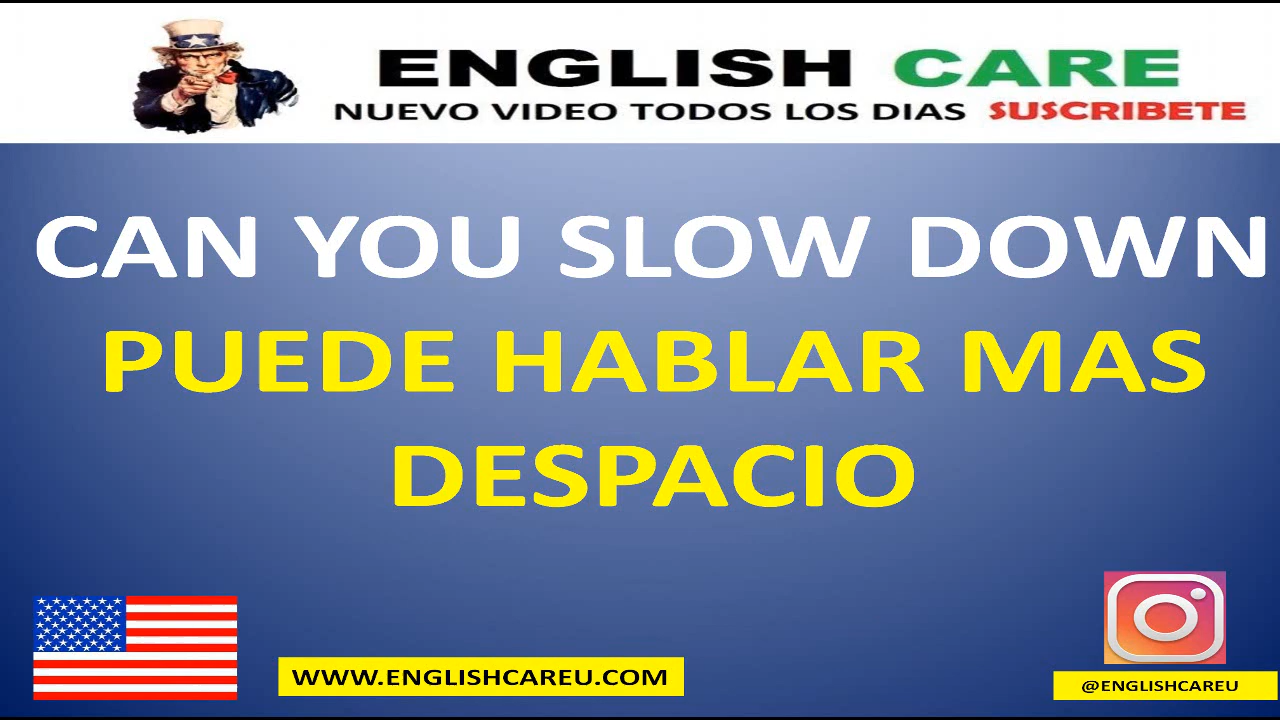 ENGLISH CARE
NUEVO VIDEO TODOS LOS DIAS SUSCRIBETE
CAN YOU SLOW DOWN
PUEDE HABLAR MAS
DESPACIO
WWW.ENGLISHCAREU.COM
@ENGLISHCAREU